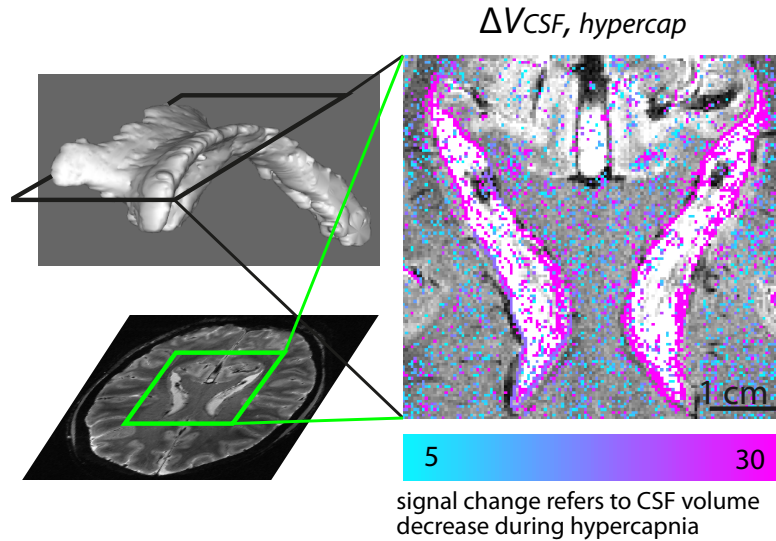 ΔVCSF, hypercap
1 cm
5 30
signal change refers to CSF volume
decrease during hypercapnia